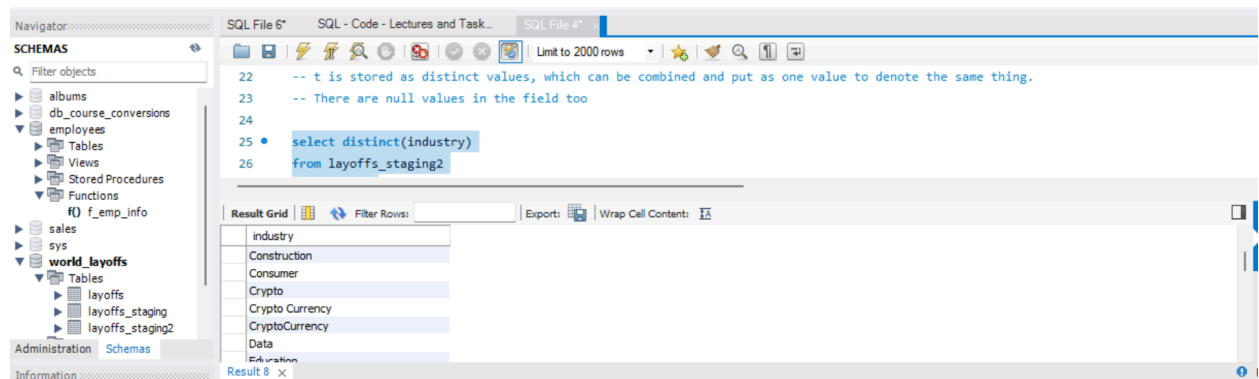 Navigator
SCHEMAS
Filter objects
albums
db_course_conversions
employees
Tables
Views
Stored Procedures
Functions
f() f_emp_info
sales
sys
world_layoffs
Tables
layoffs
layoffs_staging
layoffs_staging2
Administration Schemas
Information
SQL File 6* SQL - Code - Lectures and Task... SQL File 4* ×
Limit to 2000 rows
22 -- t is stored as distinct values, which can be combined and put as one value to denote the same thing.
23 -- There are null values in the field too
24
25 select distinct(industry)
26 from layoffs_staging2
Result Grid Filter Rows: Export: Wrap Cell Content: IA
industry
Construction
Consumer
Crypto
Crypto Currency
CryptoCurrency
Data
Education
Result 8 ×